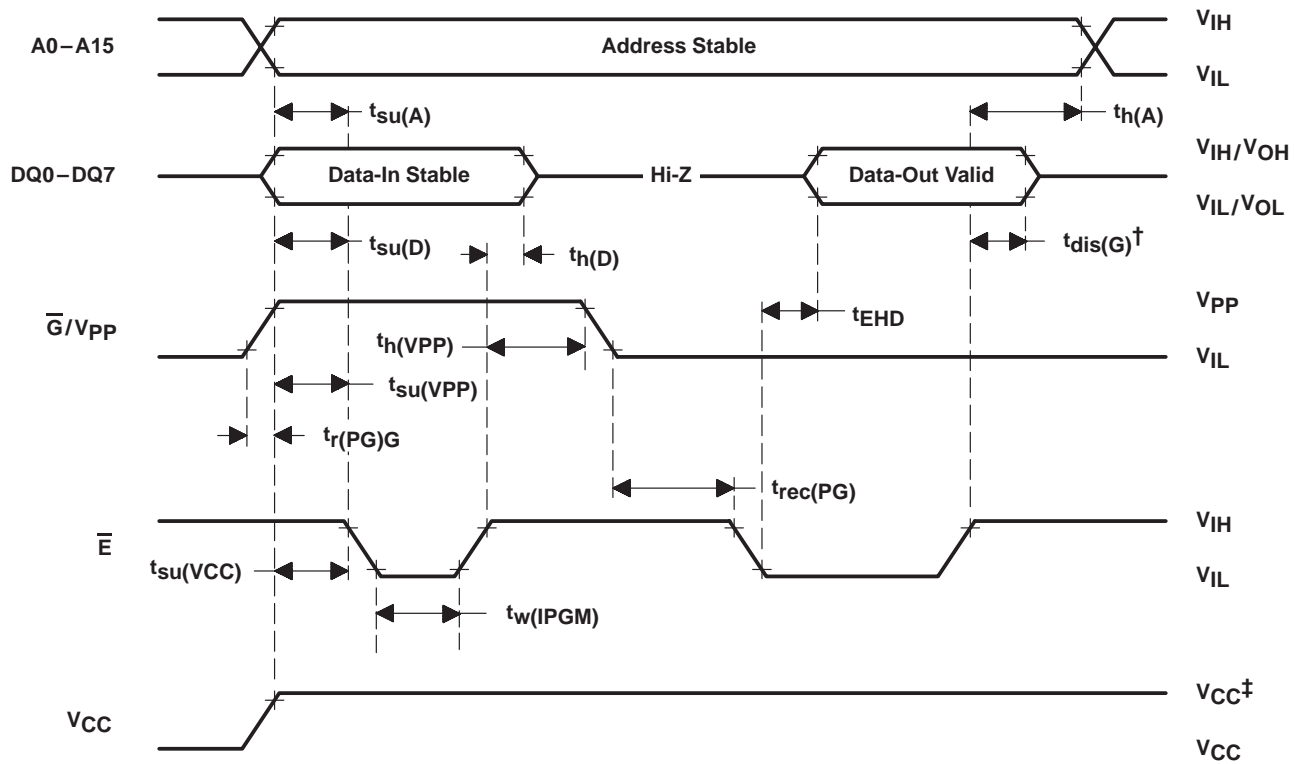 A0–A15
Address Stable
VIH
VIL
tsu(A)
th(A)
DQ0–DQ7
Data-In Stable
Hi-Z
Data-Out Valid
VIH/VOH
VIL/VOL
tsu(D)
th(D)
tdis(G)†
G/VPP
VPP
tEHD
th(VPP)
VIL
tsu(VPP)
tr(PG)G
trec(PG)
E
VIH
tsu(VCC)
VIL
tw(IPGM)
VCC
VCC‡
VCC